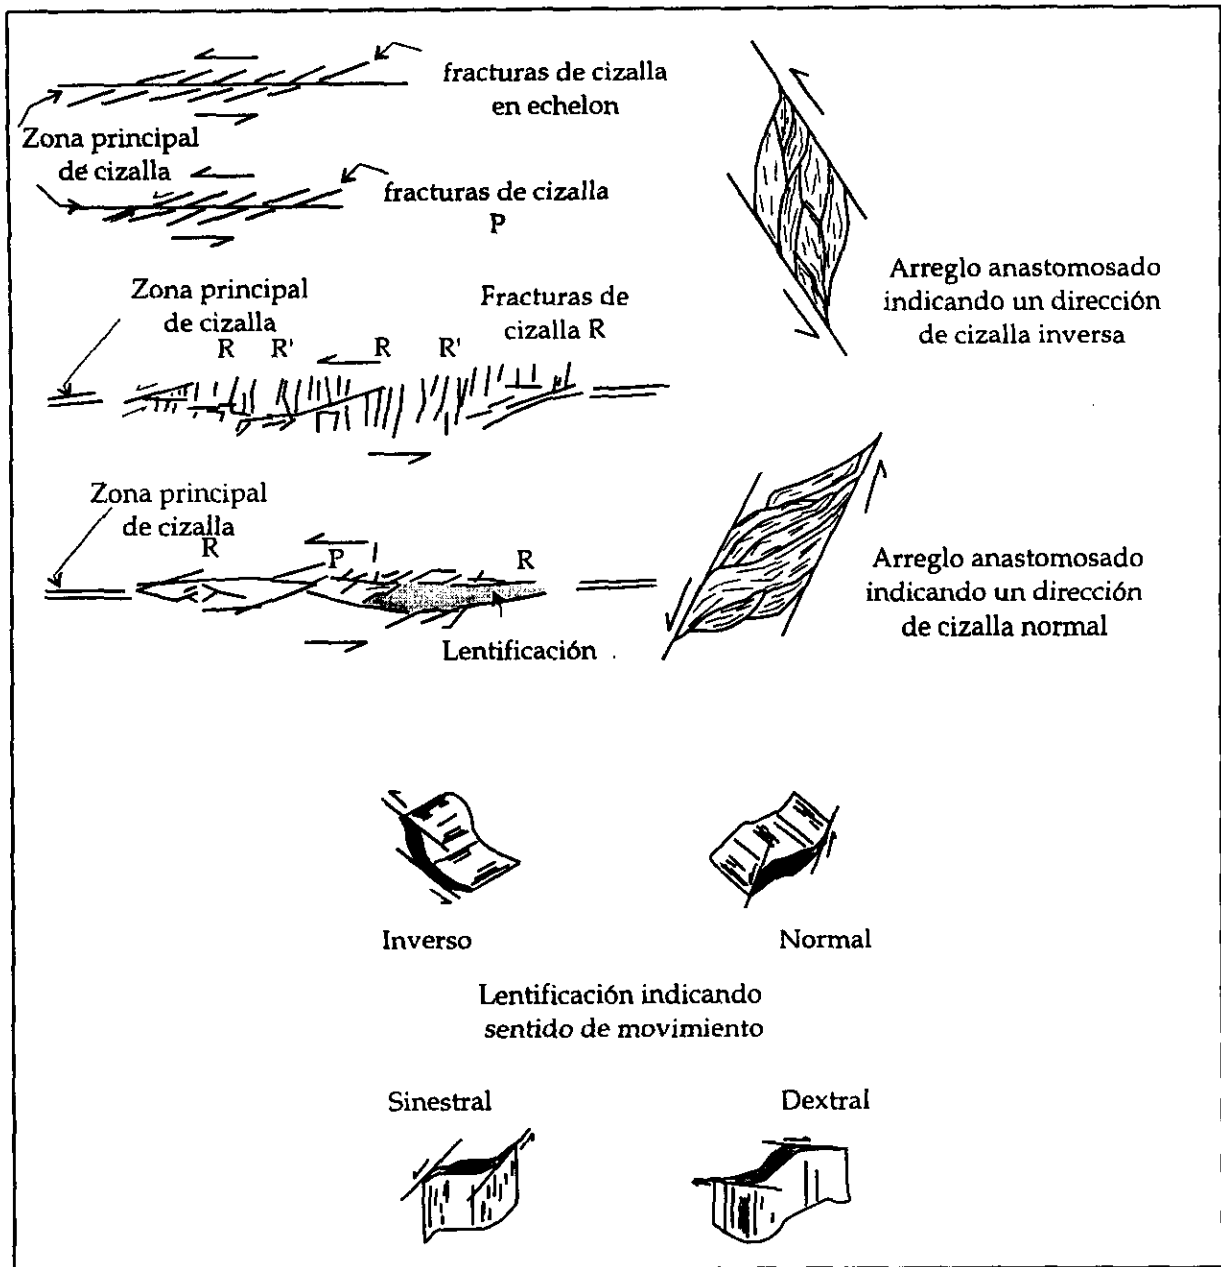 fracturas de cizalla
en echelon
Zona principal
de cizalla
fracturas de cizalla
P
Arreglo anastomosado
indicando un dirección
de cizalla inversa
Zona principal
de cizalla
Fracturas de
cizalla R
R R' R R'
Zona principal
de cizalla
R P R
Lentificación
Arreglo anastomosado
indicando un dirección
de cizalla normal
Inverso Normal
Lentificación indicando
sentido de movimiento
Sinestral Dextral